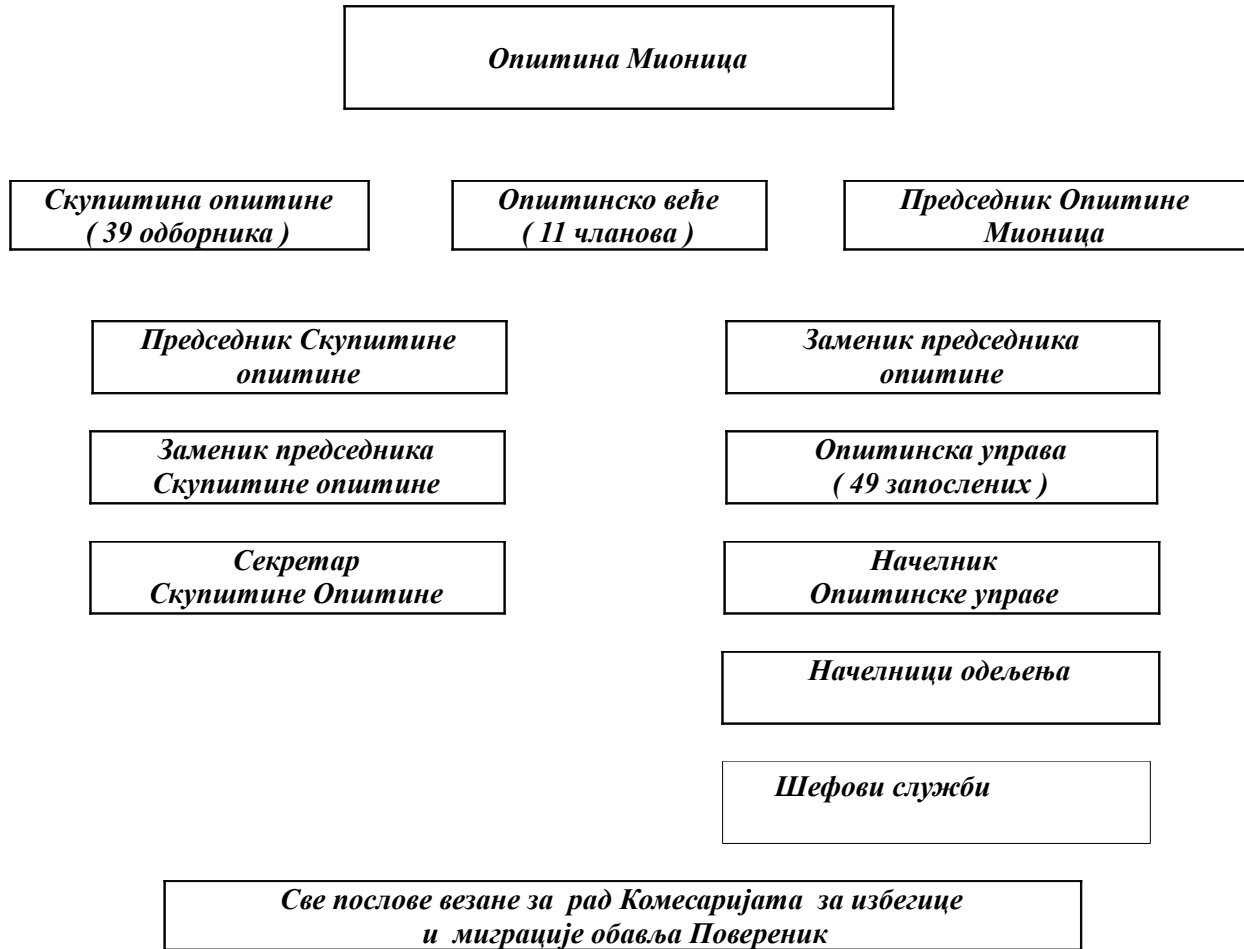 Општина Мионица
Скупштина општине
( 39 одборника )
Општинско веће
( 11 чланова )
Председник Општине
Мионица
Председник Скупштине
општине
Заменик председника
општине
Заменик председника
Скупштине општине
Општинска управа
( 49 запослених )
Секретар
Скупштине Општине
Начелник
Општинске управе
Начелници одељења
Шефови служби
Све послове везане за рад Комесаријата за избегице
и миграције обавља Повереник